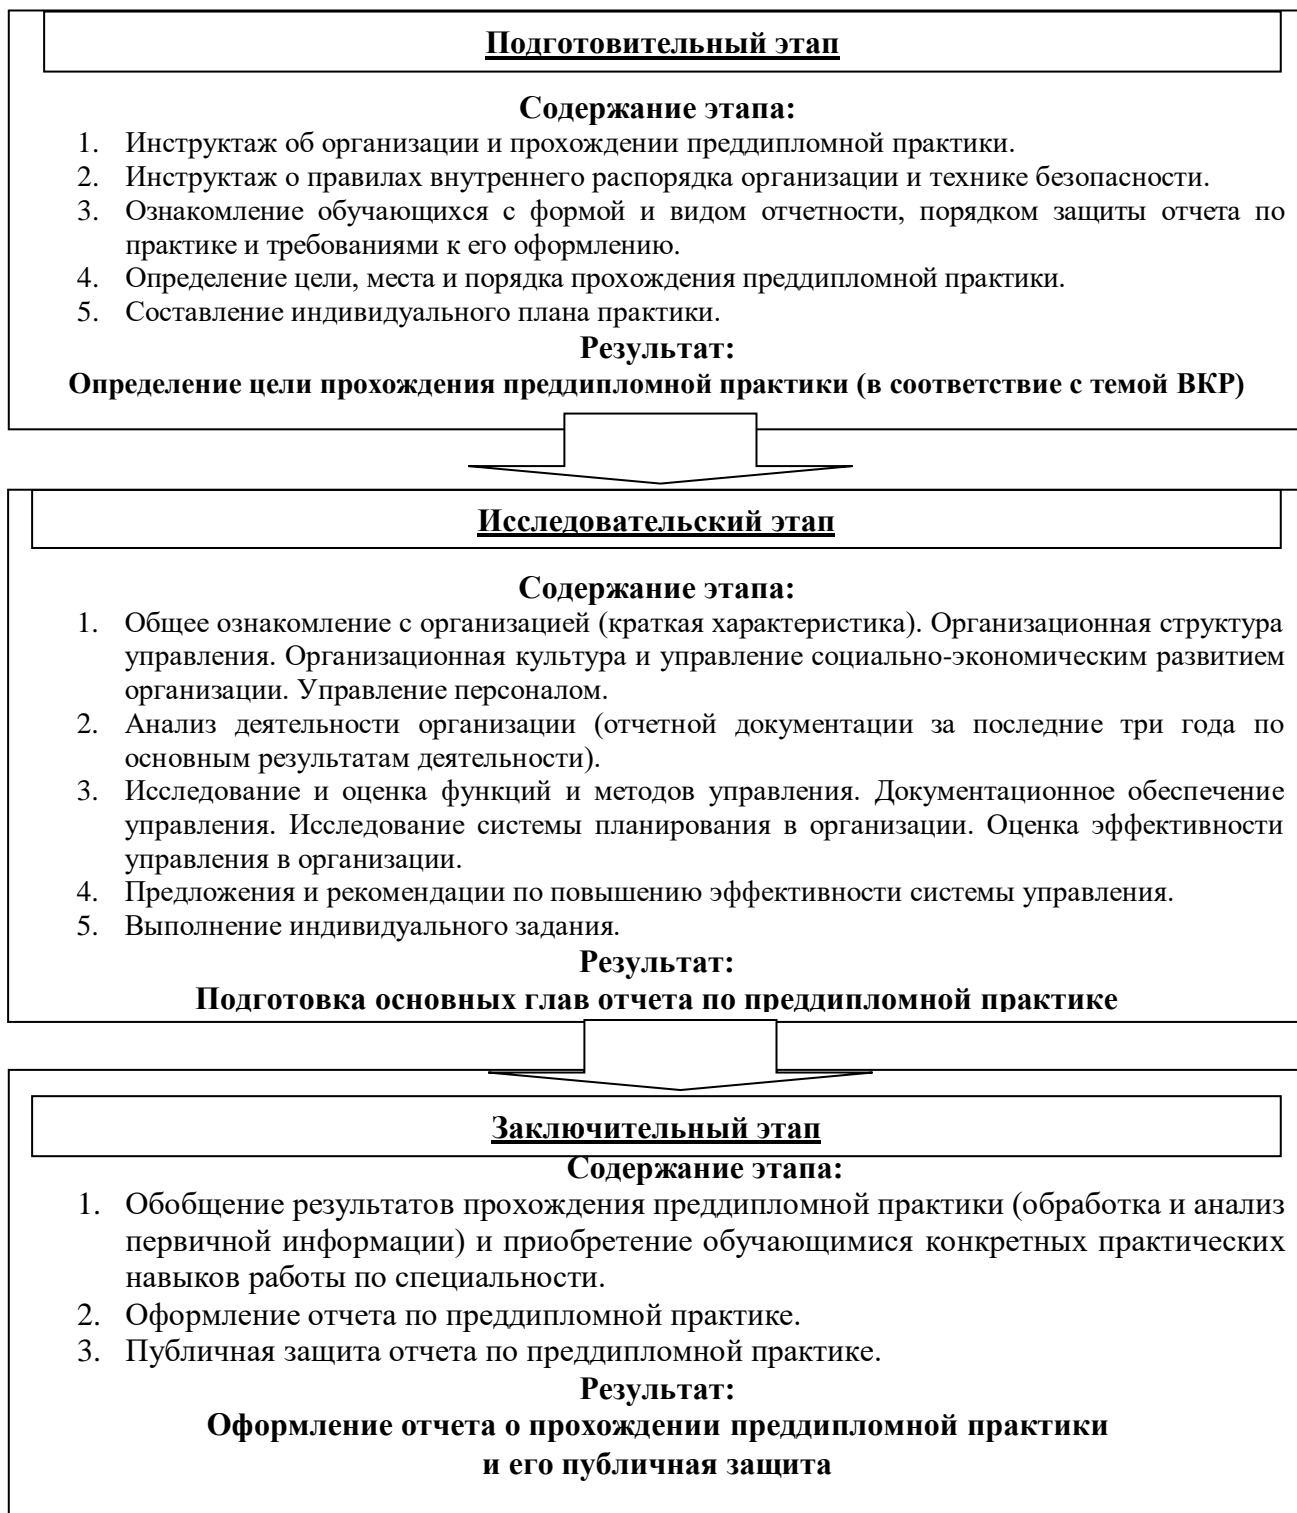 Подготовительный этап
Содержание этапа:
1. Инструктаж об организации и прохождении преддипломной практики.
2. Инструктаж о правилах внутреннего распорядка организации и технике безопасности.
3. Ознакомление обучающихся с формой и видом отчетности, порядком защиты отчета по
практике и требованиями к его оформлению.
4. Определение цели, места и порядка прохождения преддипломной практики.
5. Составление индивидуального плана практики.
Результат:
Определение цели прохождения преддипломной практики (в соответствие с темой ВКР)
Исследовательский этап
Содержание этапа:
1. Общее ознакомление с организацией (краткая характеристика). Организационная структура
управления. Организационная культура и управление социально-экономическим развитием
организации. Управление персоналом.
2. Анализ деятельности организации (отчетной документации за последние три года по
основным результатам деятельности).
3. Исследование и оценка функций и методов управления. Документационное обеспечение
управления. Исследование системы планирования в организации. Оценка эффективности
управления в организации.
4. Предложения и рекомендации по повышению эффективности системы управления.
5. Выполнение индивидуального задания.
Результат:
Подготовка основных глав отчета по преддипломной практике
Заключительный этап
Содержание этапа:
1. Обобщение результатов прохождения преддипломной практики (обработка и анализ
первичной информации) и приобретение обучающимися конкретных практических
навыков работы по специальности.
2. Оформление отчета по преддипломной практике.
3. Публичная защита отчета по преддипломной практике.
Результат:
Оформление отчета о прохождении преддипломной практики
и его публичная защита